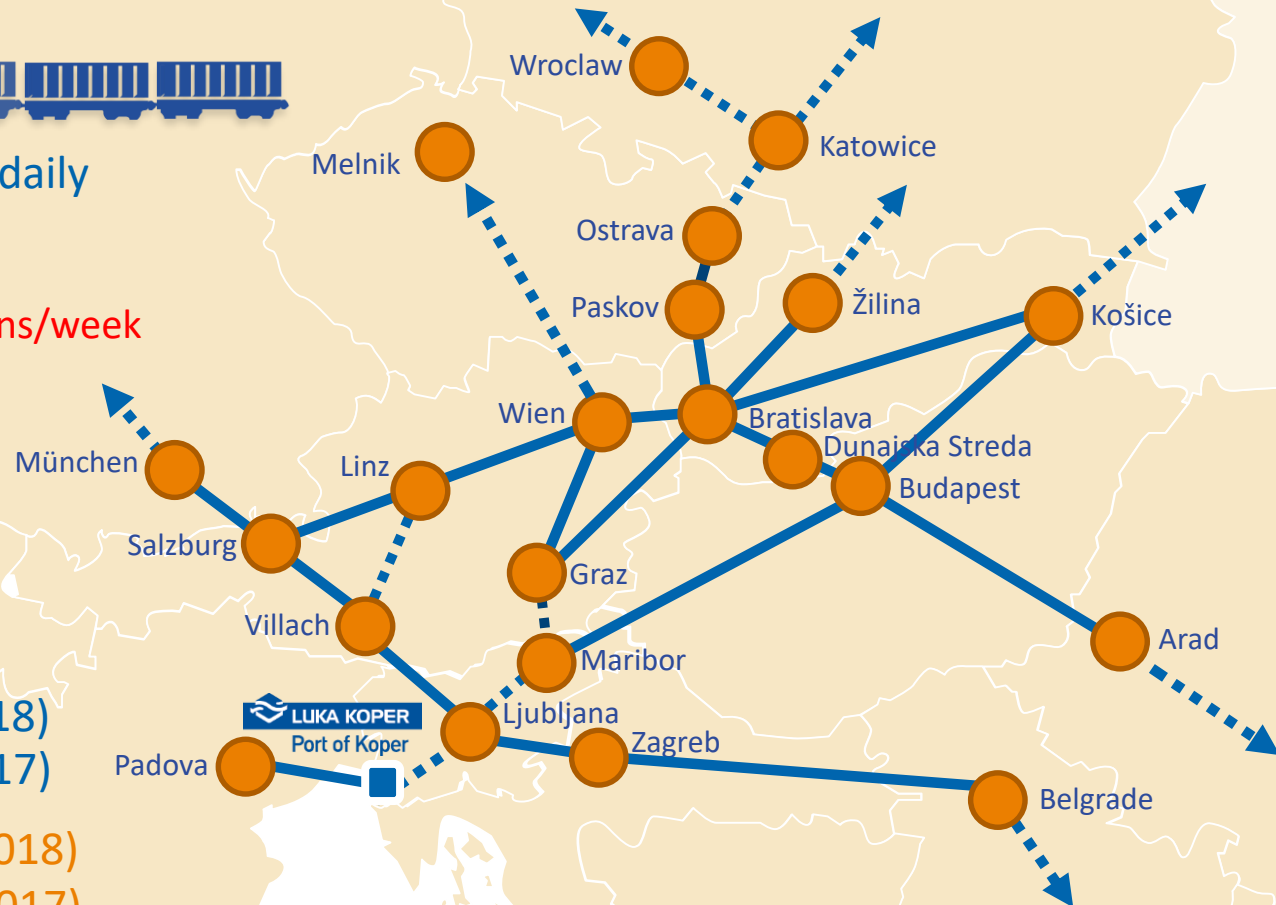 Wroclaw
Katowice
Melnik
daily
Ostrava
Paskov
Žilina
Košice
ns/week
Wien
Bratislava
Dunajska Streda
München
Linz
Budapest
Salzburg
Graz
Villach
Maribor
Arad
18)
LUKA KOPER
Port of Koper
Ljubljana
Zagreb
Padova
17)
Belgrade
018)
017)